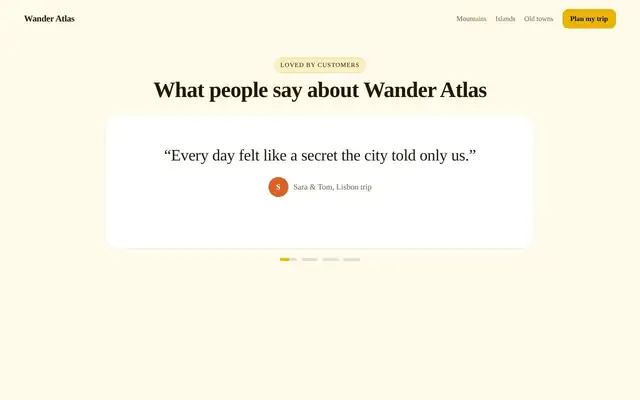 Wander Atlas
Mountains Islands Old towns Plan my trip
LOVED BY CUSTOMERS
What people say about Wander Atlas
“Every day felt like a secret the city told only us.”
S Sara & Tom, Lisbon trip